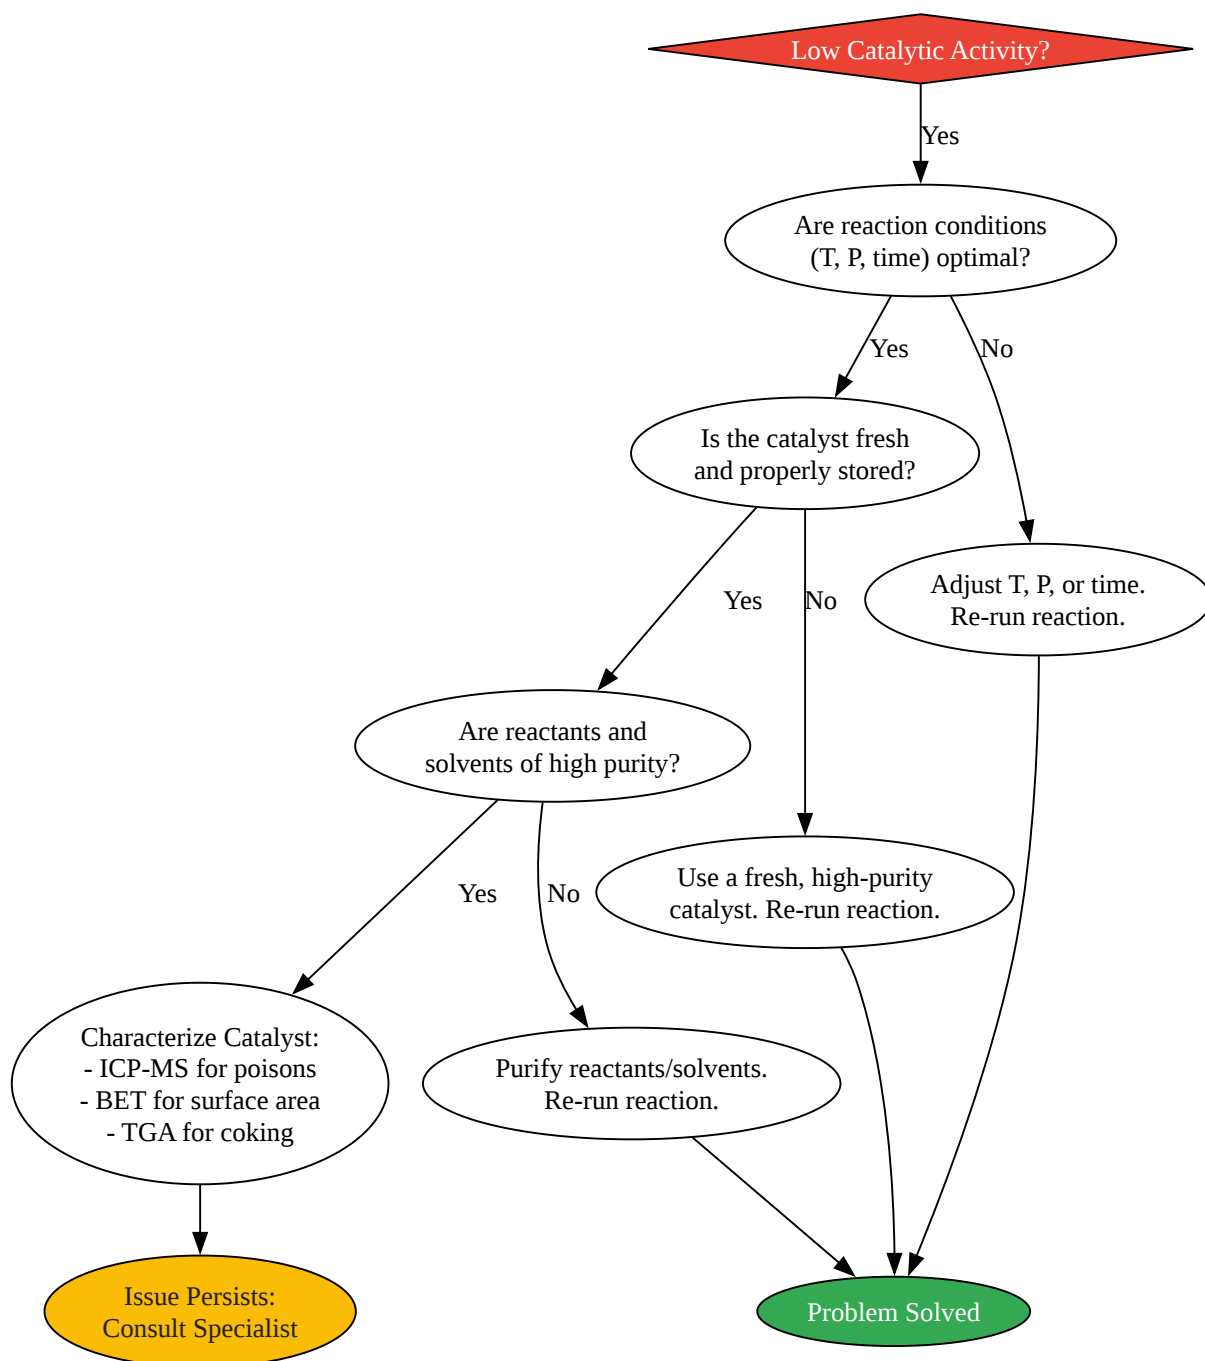 Low Catalytic Activity?
Yes
Are reaction conditions
(T, P, time) optimal?
Yes
No
Is the catalyst fresh
and properly stored?
Yes
No
Adjust T, P, or time.
Re-run reaction.
Are reactants and
solvents of high purity?
Yes
No
Use a fresh, high-purity
catalyst. Re-run reaction.
Characterize Catalyst:
- ICP-MS for poisons
- BET for surface area
- TGA for coking
Purify reactants/solvents.
Re-run reaction.
Issue Persists:
Consult Specialist
Problem Solved